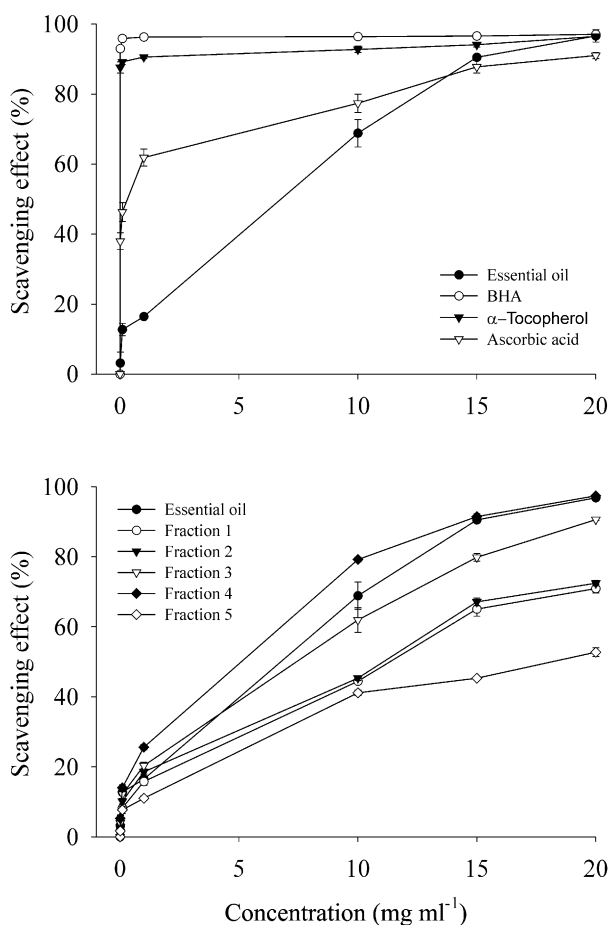 100
80
60
40
20
0
Scavenging effect (%)
Essential oil
BHA
α–Tocopherol
Ascorbic acid
0 5 10 15 20
100
80
60
40
20
0
Scavenging effect (%)
Essential oil
Fraction 1
Fraction 2
Fraction 3
Fraction 4
Fraction 5
0 5 10 15 20
Concentration (mg ml⁻¹)